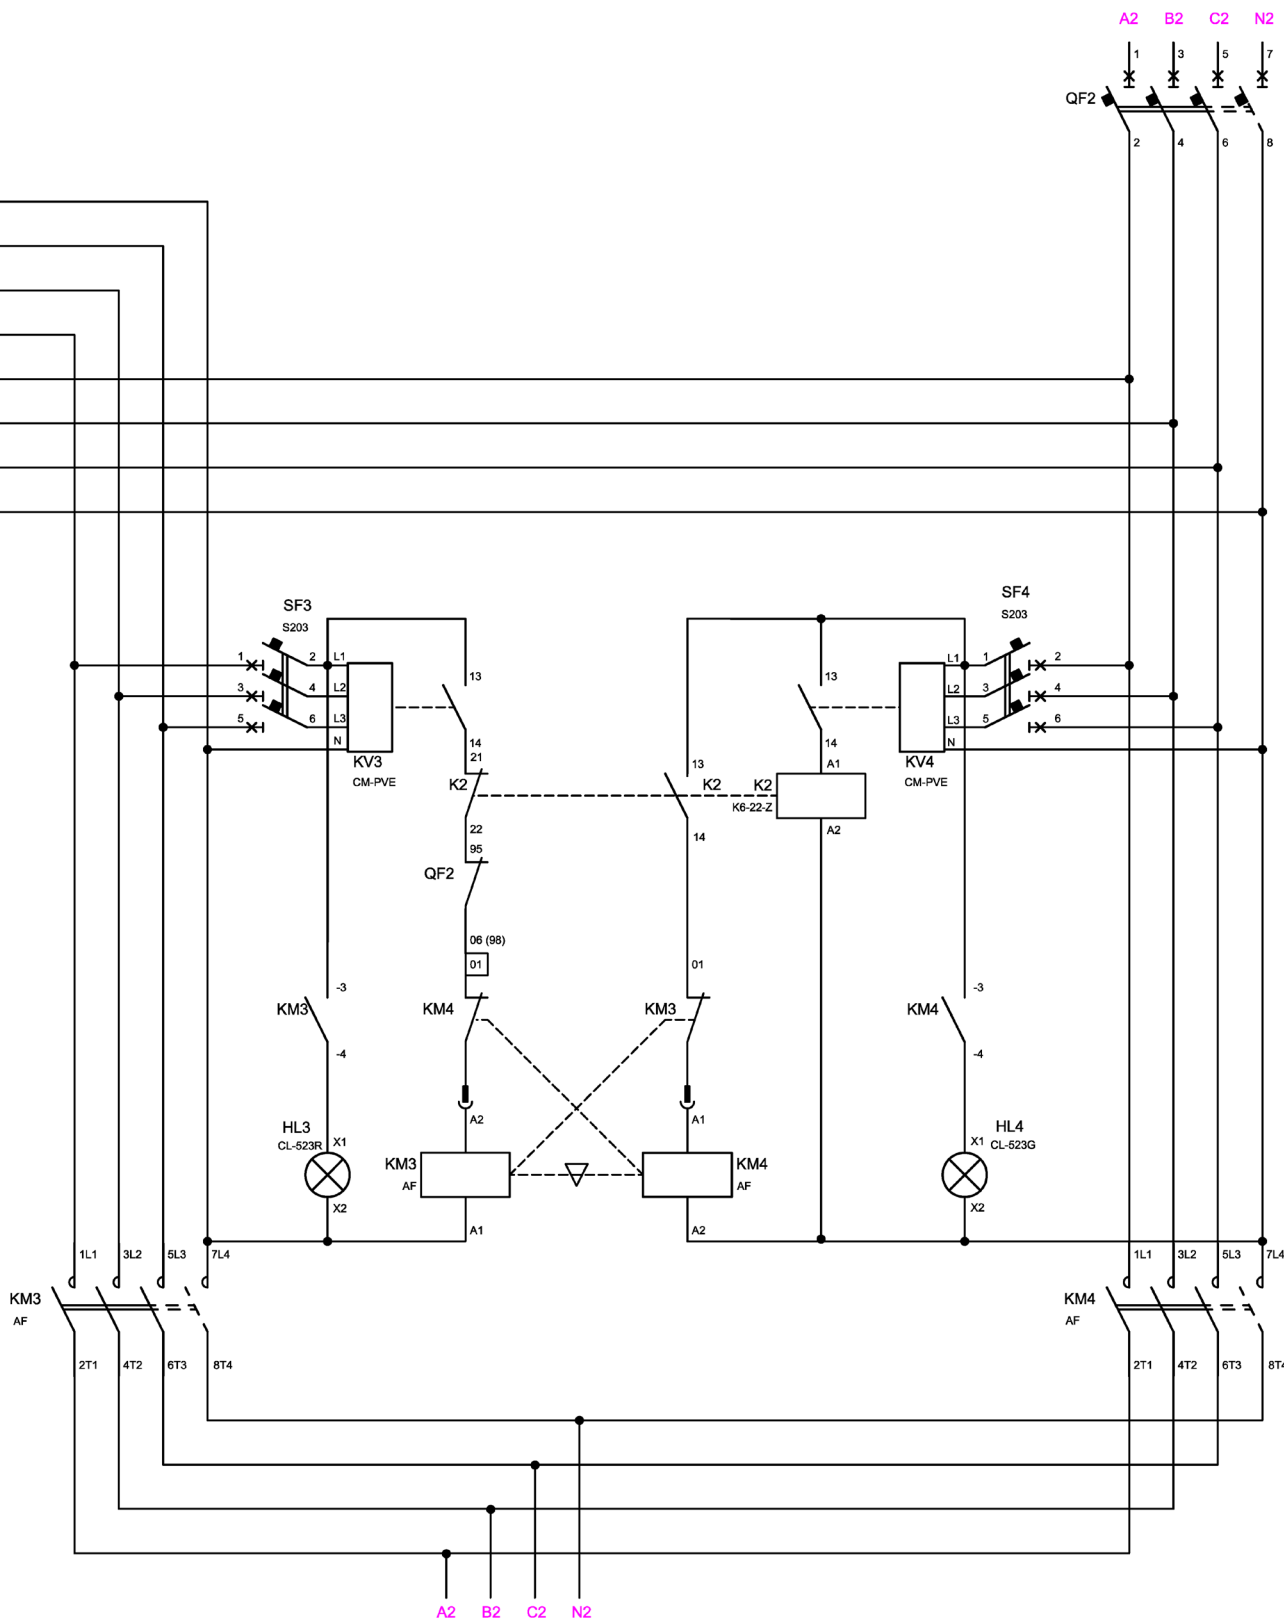 A2 B2 C2 N2
1 3 5 7
QF2
2 4 6 8
SF3 SF4
S203 S203
1 2 L1 L1 1 2
3 4 L2 L2 3 4
5 6 L3 L3 5 6
N N
13 13
14 14
KV3 KV4
CM-PVE CM-PVE
21 13 A1
K2 K2 K2
K6-22-Z
22 14 A2
95
QF2
06 (98)
01 01
-3 -3
KM3 KM4 KM3 KM4
-4 -4
A2 A1
HL3 HL4
CL-523R X1 X1 CL-523G
KM3 KM4
AF AF
X2 X2
A1 A2
1L1 3L2 5L3 7L4 1L1 3L2 5L3 7L4
KM3 KM4
AF AF
2T1 4T2 6T3 8T4 2T1 4T2 6T3 8T4
A2 B2 C2 N2